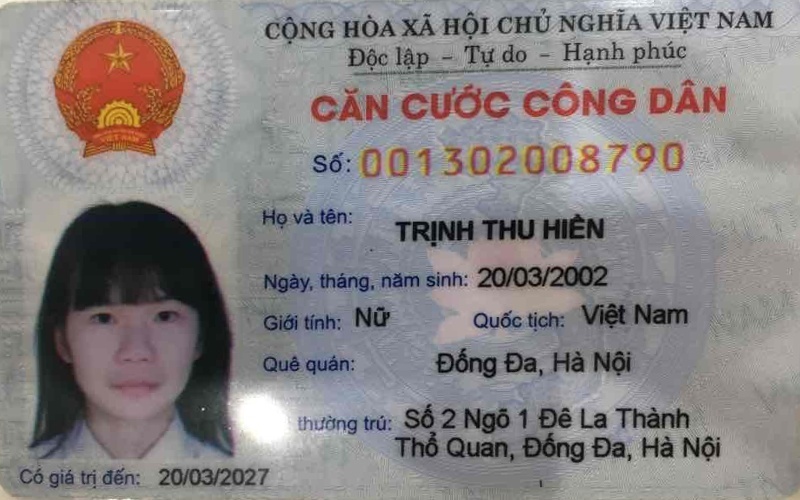 CỘNG HÒA XÃ HỘI CHỦ NGHĨA VIỆT NAM
Độc lập - Tự do - Hạnh phúc
CĂN CƯỚC CÔNG DÂN
Số: 001302008790
Họ và tên: TRỊNH THU HIỀN
Ngày, tháng, năm sinh: 20/03/2002
Giới tính: Nữ Quốc tịch: Việt Nam
Quê quán: Đống Đa, Hà Nội
thường trú: Số 2 Ngõ 1 Đê La Thành
Thổ Quan, Đống Đa, Hà Nội
Có giá trị đến: 20/03/2027
VIỆT NAM